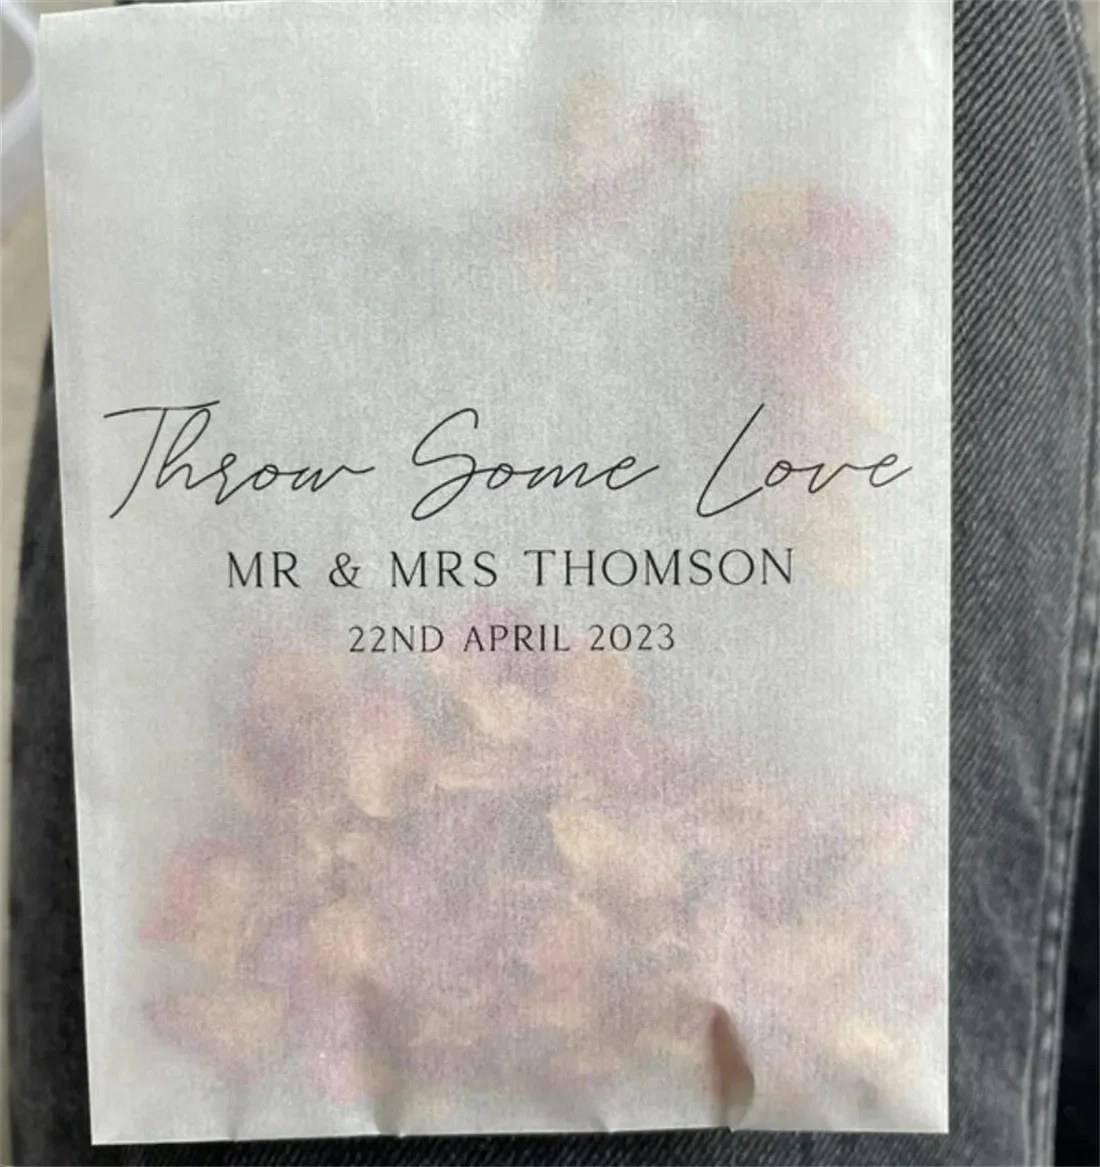 Throw Some Love
MR & MRS THOMSON
22ND APRIL 2023